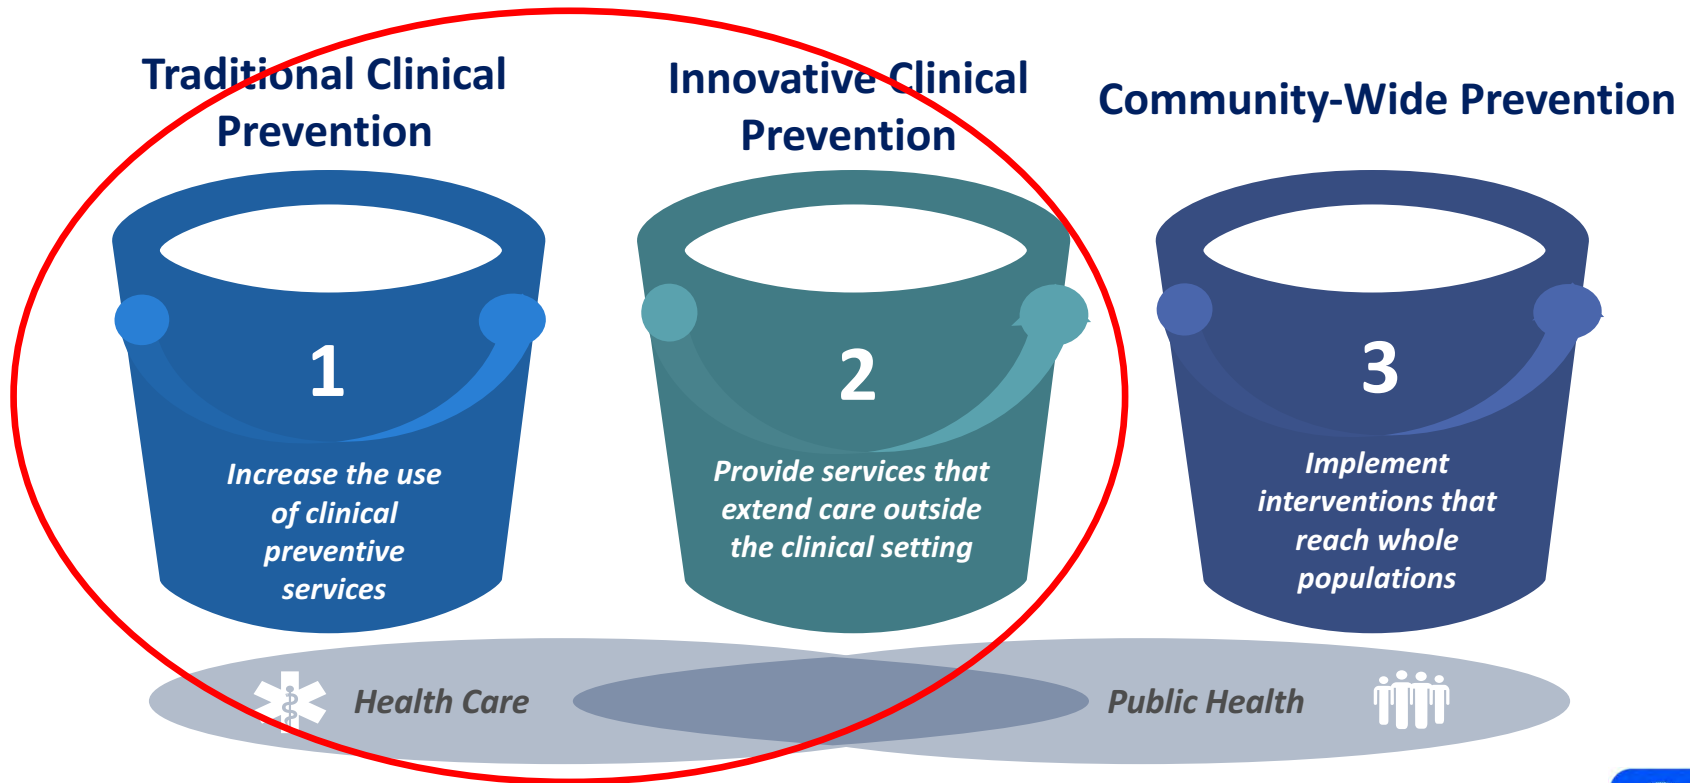 Traditional Clinical
Prevention
Innovative Clinical
Prevention
Community-Wide Prevention
1
Increase the use
of clinical
preventive
services
2
Provide services that
extend care outside
the clinical setting
3
Implement
interventions that
reach whole
populations
Health Care
Public Health